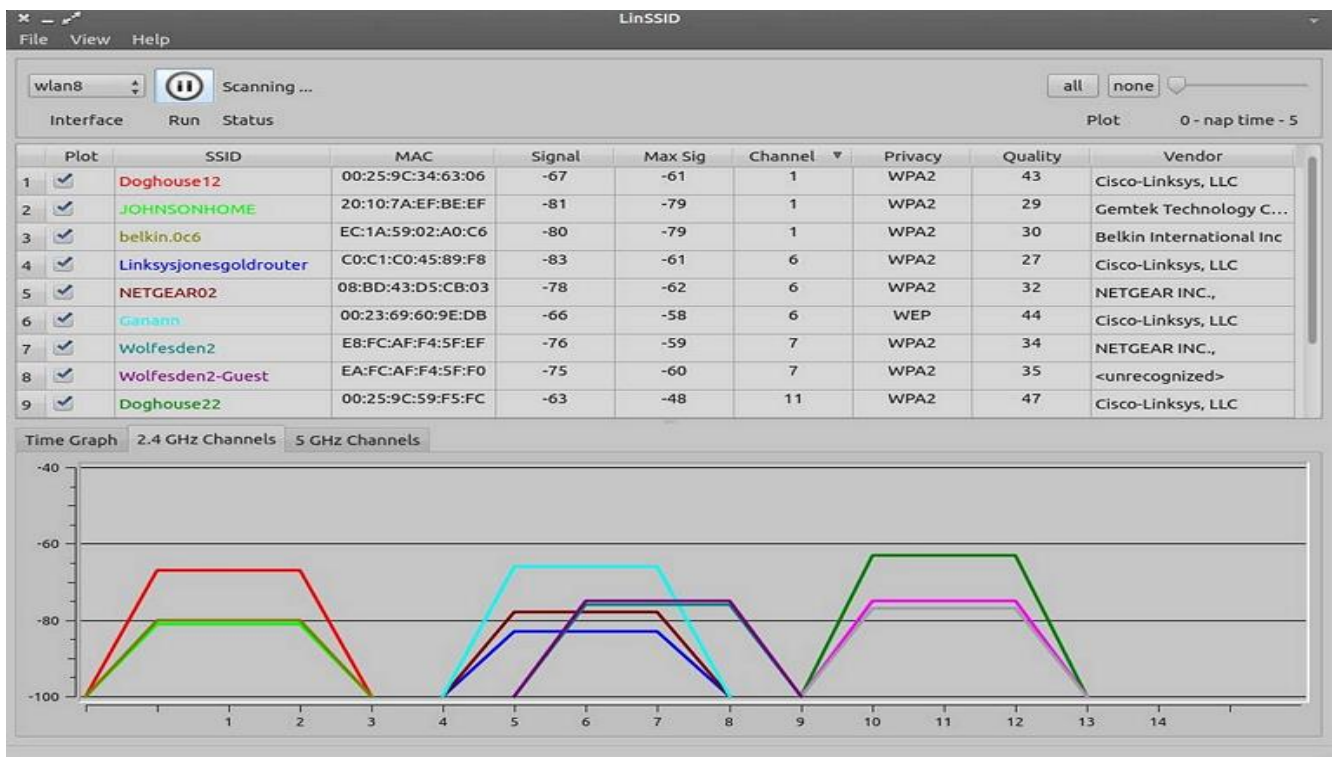 LinSSID
File View Help
wlan8 Scanning ... all none
Interface Run Status Plot 0 - nap time - 5
Plot SSID MAC Signal Max Sig Channel Privacy Quality Vendor
1 Doghouse12 00:25:9C:34:63:06 -67 -61 1 WPA2 43 Cisco-Linksys, LLC
2 JOHNSONHOME 20:10:7A:EF:BE:EF -81 -79 1 WPA2 29 Gemtek Technology C...
3 belkin.0c6 EC:1A:59:02:A0:C6 -80 -79 1 WPA2 30 Belkin International Inc
4 Linksysjonesgoldrouter C0:C1:C0:45:89:F8 -83 -61 6 WPA2 27 Cisco-Linksys, LLC
5 NETGEAR02 08:BD:43:D5:CB:03 -78 -62 6 WPA2 32 NETGEAR INC.,
6 Ganann 00:23:69:60:9E:DB -66 -58 6 WEP 44 Cisco-Linksys, LLC
7 Wolfesden2 E8:FC:AF:F4:5F:EF -76 -59 7 WPA2 34 NETGEAR INC.,
8 Wolfesden2-Guest EA:FC:AF:F4:5F:F0 -75 -60 7 WPA2 35 <unrecognized>
9 Doghouse22 00:25:9C:59:F5:FC -63 -48 11 WPA2 47 Cisco-Linksys, LLC
Time Graph 2.4 GHz Channels 5 GHz Channels
-40
-60
-80
-100
1 2 3 4 5 6 7 8 9 10 11 12 13 14